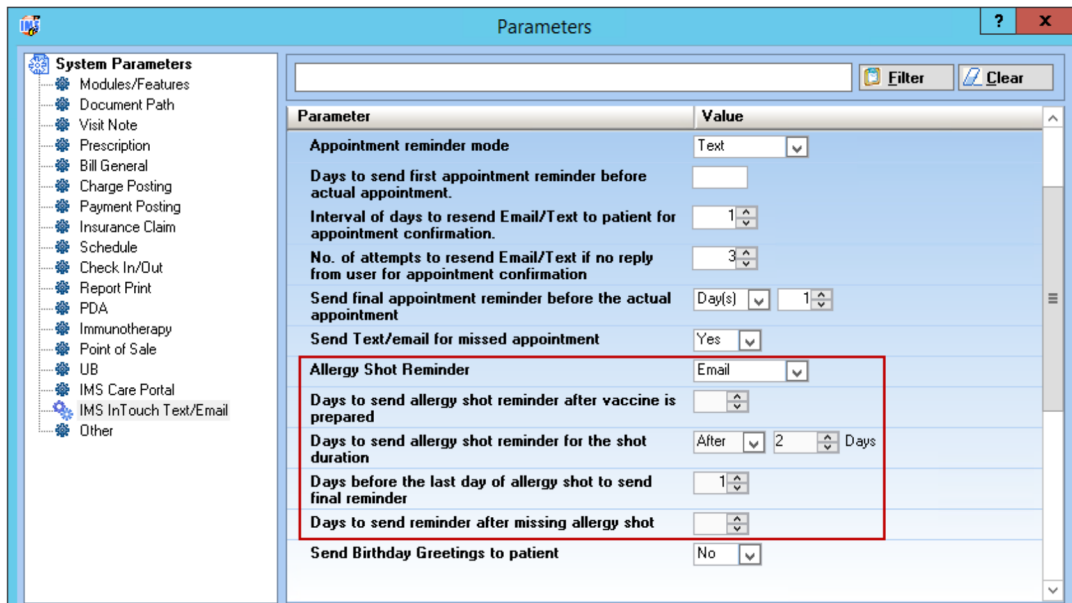 IMS
Parameters
? x
System Parameters
Modules/Features
Document Path
Visit Note
Prescription
Bill General
Charge Posting
Payment Posting
Insurance Claim
Schedule
Check In/Out
Report Print
PDA
Immunotherapy
Point of Sale
UB
IMS Care Portal
IMS InTouch Text/Email
Other
Filter Clear
Parameter Value
Appointment reminder mode Text
Days to send first appointment reminder before
actual appointment.
Interval of days to resend Email/Text to patient for 1
appointment confirmation.
No. of attempts to resend Email/Text if no reply 3
from user for appointment confirmation
Send final appointment reminder before the actual Day(s) 1
appointment
Send Text/email for missed appointment Yes
Allergy Shot Reminder Email
Days to send allergy shot reminder after vaccine is
prepared
Days to send allergy shot reminder for the shot After 2 Days
duration
Days before the last day of allergy shot to send 1
final reminder
Days to send reminder after missing allergy shot
Send Birthday Greetings to patient No